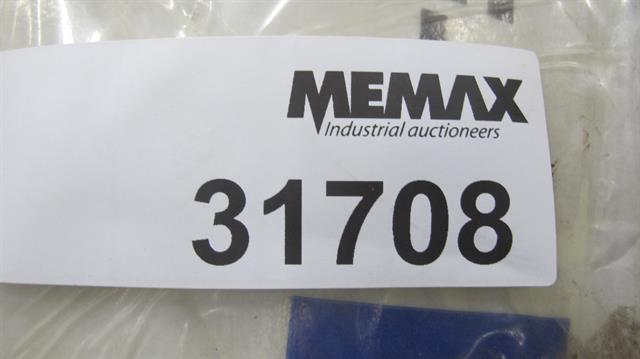 MEMAX
Industrial auctioneers
31708